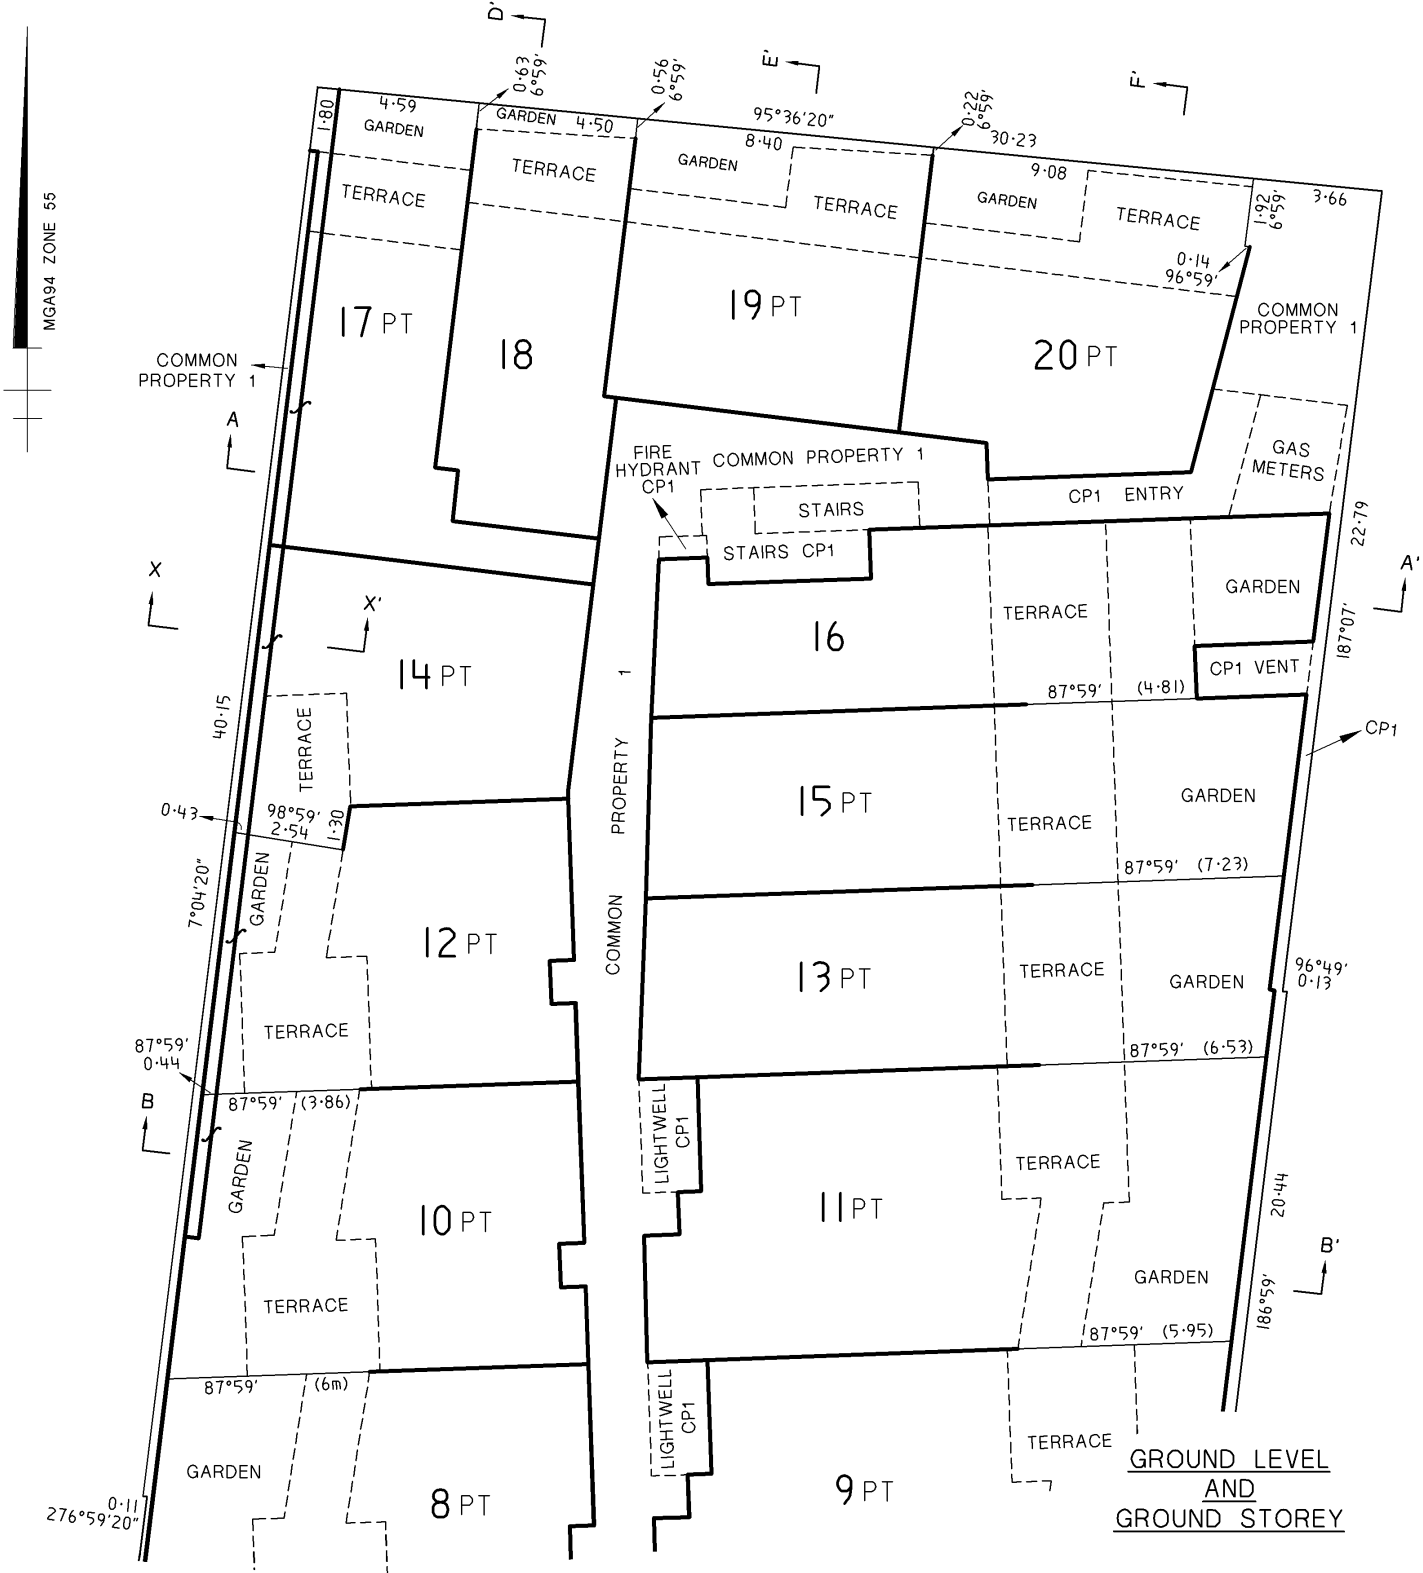 D'
E'
F'
0·63
6°59'
0·56
6°59'
0·22
6°59'
95°36'20"
30·23
1·80
4·59
GARDEN
GARDEN 4·50
8·40
GARDEN
9·08
GARDEN
3·66
1·92
6°59'
TERRACE
TERRACE
TERRACE
TERRACE
0·14
96°59'
MGA94 ZONE 55
17 PT
18
19 PT
20 PT
COMMON
PROPERTY 1
COMMON
PROPERTY 1
A
FIRE
HYDRANT
CP1
COMMON PROPERTY 1
GAS
METERS
CP1 ENTRY
STAIRS
STAIRS CP1
22·79
X
X'
A'
GARDEN
TERRACE
16
187°07'
14 PT
CP1 VENT
87°59' (4·81)
40·15
TERRACE
CP1
COMMON PROPERTY 1
15 PT
GARDEN
TERRACE
0·43
98°59'
2·54
1·30
GARDEN
87°59' (7·23)
7°04'20"
12 PT
13 PT
TERRACE
GARDEN
96°49'
0·13
TERRACE
87°59'
0·44
87°59' (6·53)
B
87°59' (3·86)
LIGHTWELL
CP1
GARDEN
TERRACE
10 PT
11 PT
20·44
B'
GARDEN
TERRACE
186°59'
87°59' (5·95)
87°59' (6m)
LIGHTWELL
CP1
TERRACE
GARDEN
8 PT
9 PT
0·11
276°59'20"
GROUND LEVEL
AND
GROUND STOREY